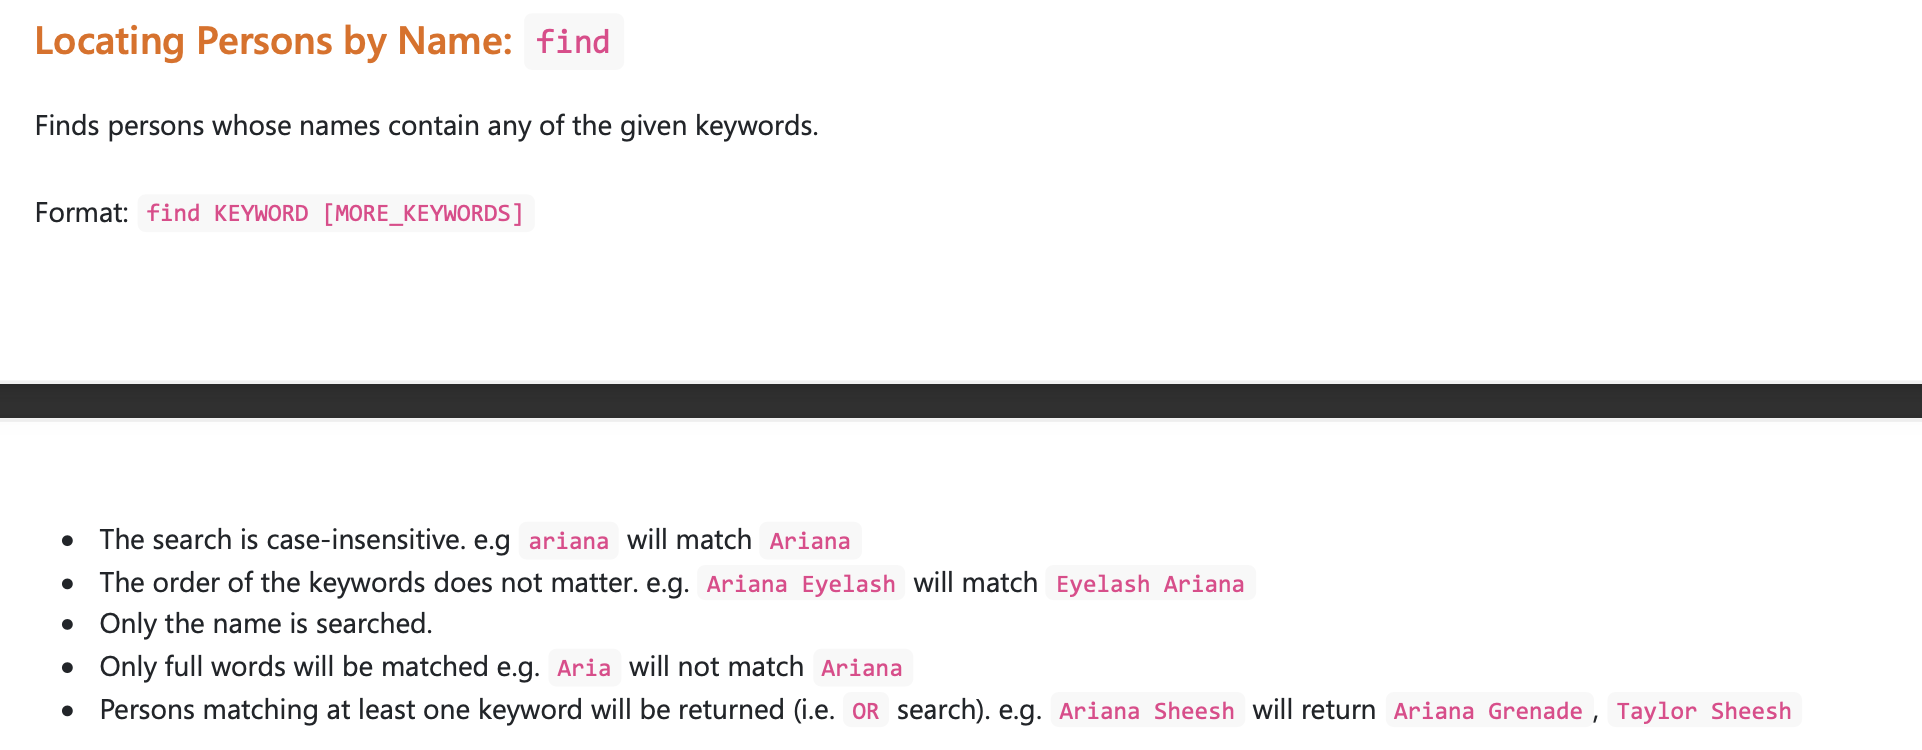 Locating Persons by Name: find
Finds persons whose names contain any of the given keywords.
Format: find KEYWORD [MORE_KEYWORDS]
• The search is case-insensitive. e.g ariana will match Ariana
• The order of the keywords does not matter. e.g. Ariana Eyelash will match Eyelash Ariana
• Only the name is searched.
• Only full words will be matched e.g. Aria will not match Ariana
• Persons matching at least one keyword will be returned (i.e. OR search). e.g. Ariana Sheesh will return Ariana Grenade , Taylor Sheesh